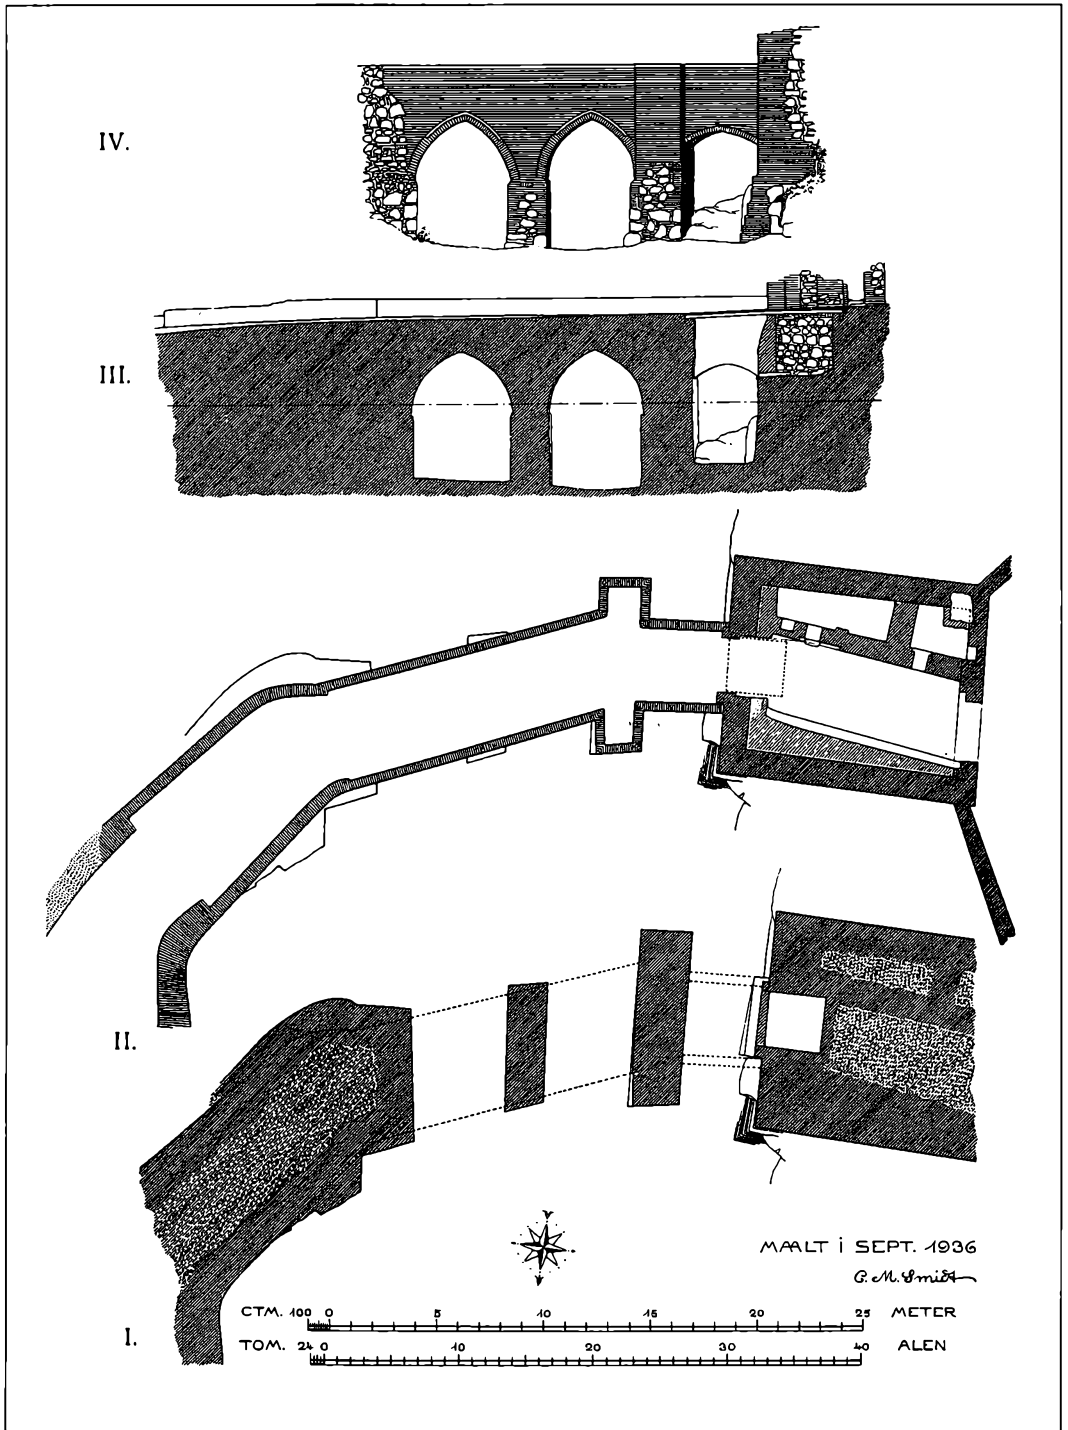 IV.
III.
II.
I.
MAALT i SEPT. 1936
C. M. Smidt
CTM. 100 0 5 10 15 20 25 METER
TOM. 24 0 10 20 30 40 ALEN